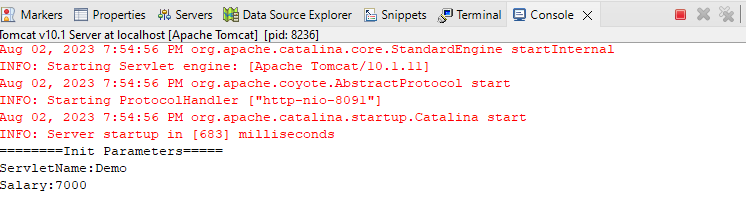 Markers Properties Servers Data Source Explorer Snippets Terminal Console
Tomcat v10.1 Server at localhost [Apache Tomcat] [pid: 8236]
Aug 02, 2023 7:54:56 PM org.apache.catalina.core.StandardEngine startInternal
INFO: Starting Servlet engine: [Apache Tomcat/10.1.11]
Aug 02, 2023 7:54:56 PM org.apache.coyote.AbstractProtocol start
INFO: Starting ProtocolHandler ["http-nio-8091"]
Aug 02, 2023 7:54:56 PM org.apache.catalina.startup.Catalina start
INFO: Server startup in [683] milliseconds
========Init Parameters=====
ServletName:Demo
Salary:7000